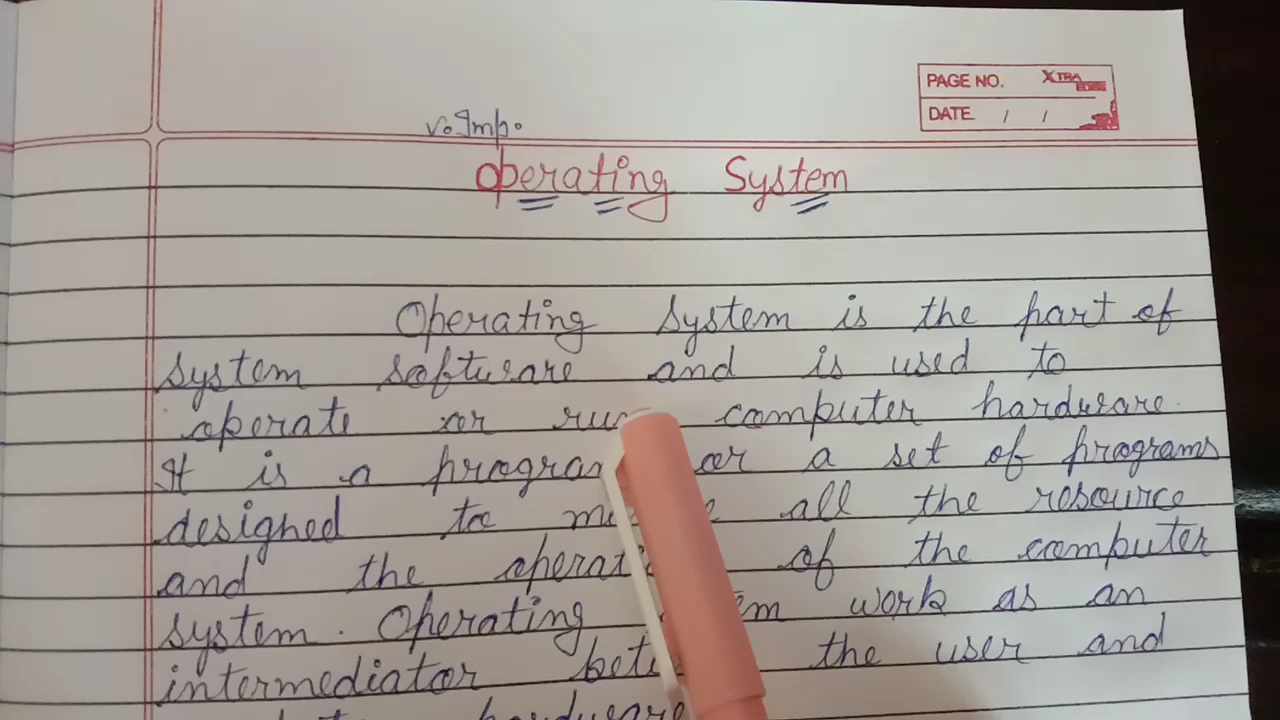 PAGE NO. XTRA
DATE / /
v. Imp.
Operating System
Operating System is the part of
system software and is used to
operate or run computer hardware.
It is a program or a set of programs
designed to all the resource
and the of the computer
system. Operating work as an
intermediator the user and
hardware